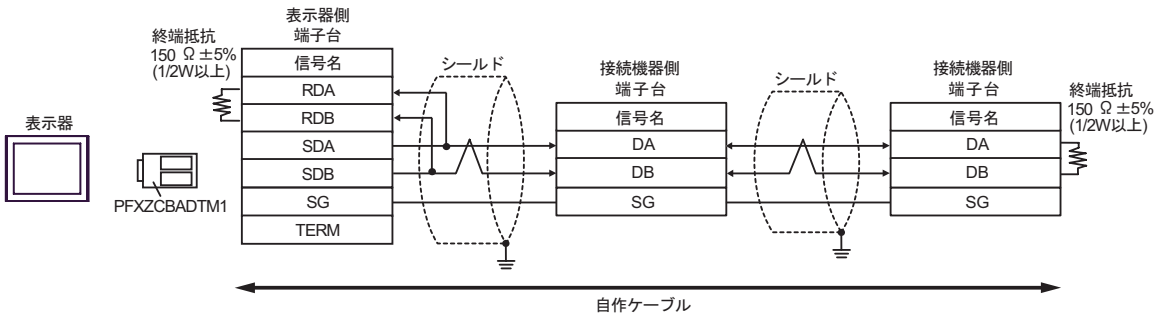 表示器
PFXZCBADTM1
終端抵抗
150 Ω ±5%
(1/2W以上)
表示器側
端子台
信号名
RDA
RDB
SDA
SDB
SG
TERM
シールド
接続機器側
端子台
信号名
DA
DB
SG
シールド
接続機器側
端子台
信号名
DA
DB
SG
終端抵抗
150 Ω ±5%
(1/2W以上)
自作ケーブル